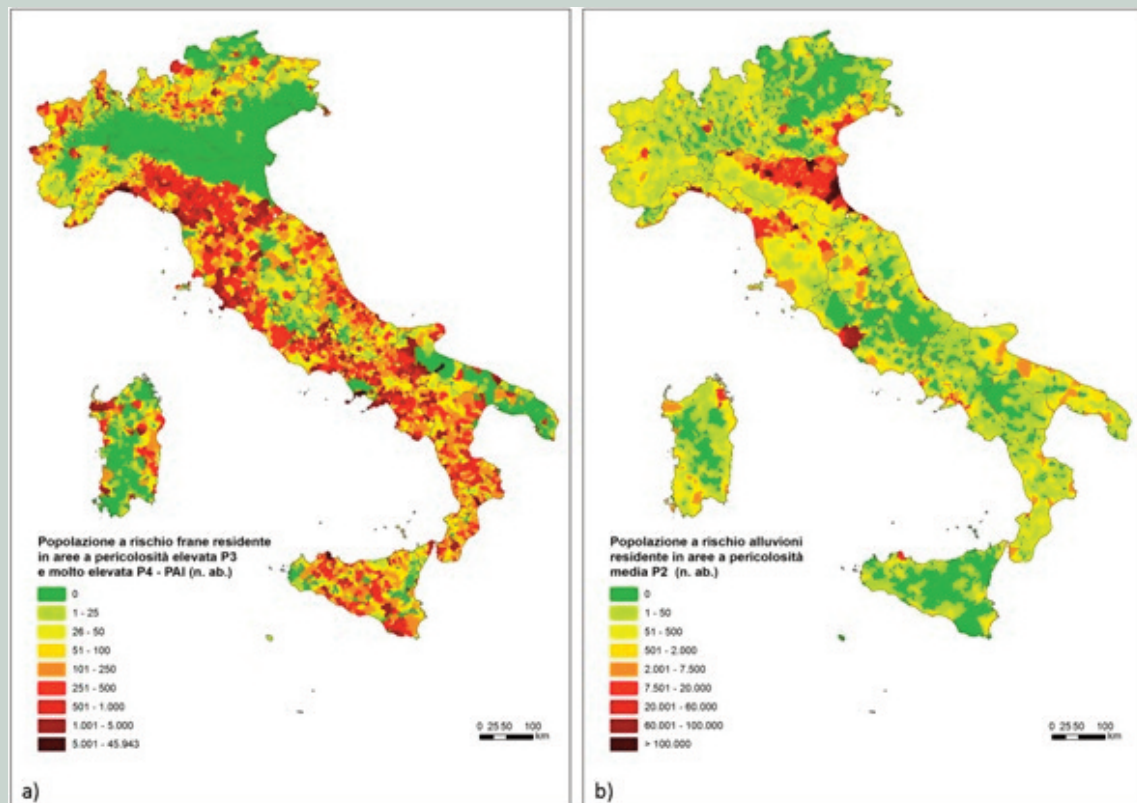 Popolazione a rischio frane residente
in aree a pericolosità elevata P3
e molto elevata P4 - PAI (n. ab.)
0
1 - 25
26 - 50
51 - 100
101 - 250
251 - 500
501 - 1.000
1.001 - 5.000
5.001 - 45.943
0 25 50 100
km
a)
Popolazione a rischio alluvioni
residente in aree a pericolosità
media P2 (n. ab.)
0
1 - 50
51 - 500
501 - 2.000
2.001 - 7.500
7.501 - 20.000
20.001 - 60.000
60.001 - 100.000
> 100.000
0 25 50 100
km
b)